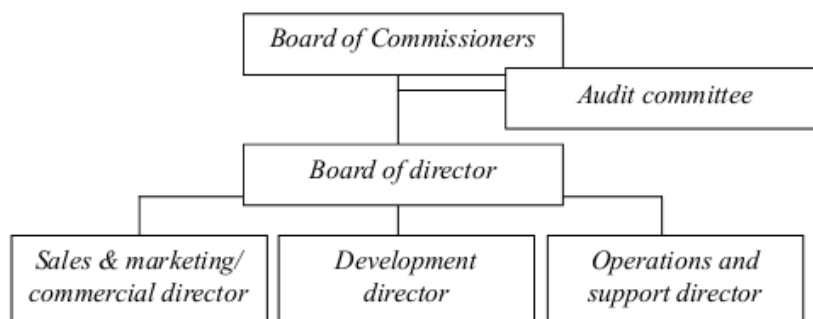 Board of Commissioners
Audit committee
Board of director
Sales & marketing/
commercial director
Development
director
Operations and
support director